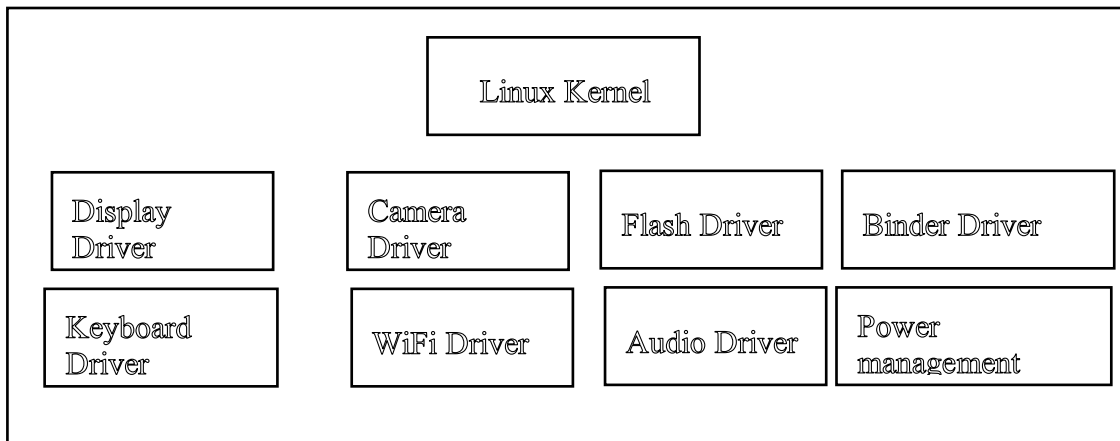 Linux Kernel
Display
Driver
Camera
Driver
Flash Driver
Binder Driver
Keyboard
Driver
WiFi Driver
Audio Driver
Power
management